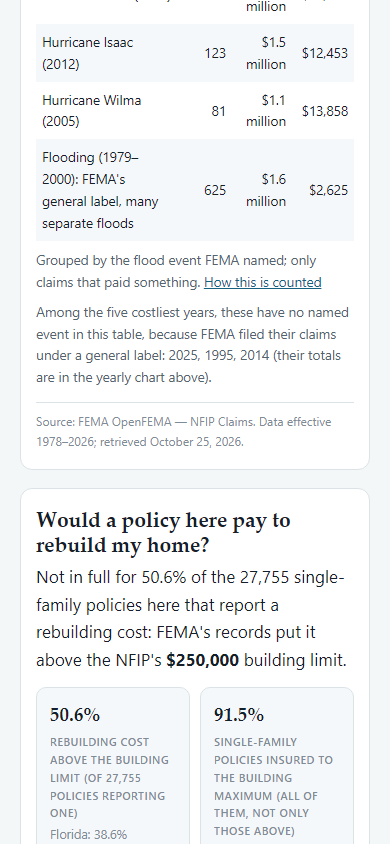 million
Hurricane Isaac (2012) 123 $1.5 million $12,453
Hurricane Wilma (2005) 81 $1.1 million $13,858
Flooding (1979–2000): FEMA's general label, many separate floods 625 $1.6 million $2,625
Grouped by the flood event FEMA named; only
claims that paid something. How this is counted
Among the five costliest years, these have no named
event in this table, because FEMA filed their claims
under a general label: 2025, 1995, 2014 (their totals
are in the yearly chart above).
Source: FEMA OpenFEMA — NFIP Claims. Data effective
1978–2026; retrieved October 25, 2026.
Would a policy here pay to
rebuild my home?
Not in full for 50.6% of the 27,755 single-
family policies here that report a
rebuilding cost: FEMA's records put it
above the NFIP's $250,000 building limit.
50.6%
REBUILDING COST
ABOVE THE BUILDING
LIMIT (OF 27,755
POLICIES REPORTING
ONE)
Florida: 38.6%
91.5%
SINGLE-FAMILY
POLICIES INSURED TO
THE BUILDING
MAXIMUM (ALL OF
THEM, NOT ONLY
THOSE ABOVE)